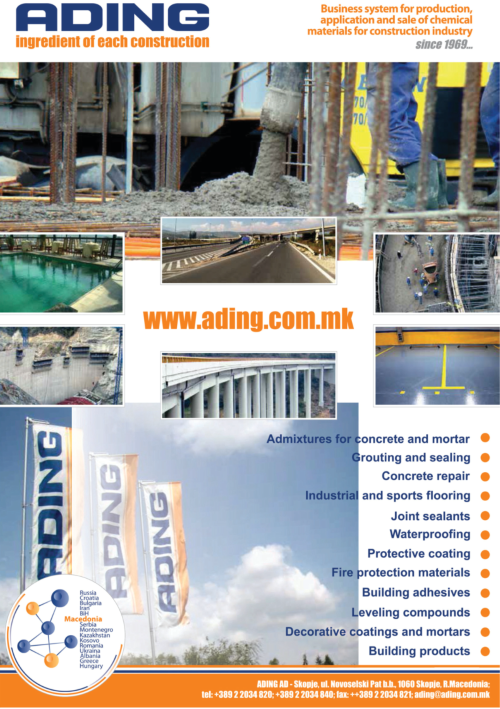 ADING
ingredient of each construction
Business system for production,
application and sale of chemical
materials for construction industry
since 1969...
70/
70/
www.ading.com.mk
Admixtures for concrete and mortar
Grouting and sealing
Concrete repair
Industrial and sports flooring
Joint sealants
Waterproofing
Protective coating
Fire protection materials
Building adhesives
Leveling compounds
Decorative coatings and mortars
Building products
ADING
ADING
ADING
Russia
Croatia
Bulgaria
Iran
BIH
Macedonia
Serbia
Montenegro
Kazakhstan
Kosovo
Romania
Ukraina
Albania
Greece
Hungary
ADING AD - Skopje, ul. Novoselski Pat b.b., 1060 Skopje, R.Macedonia;
tel: +389 2 2034 820; +389 2 2034 840; fax: ++389 2 2034 821; ading@ading.com.mk